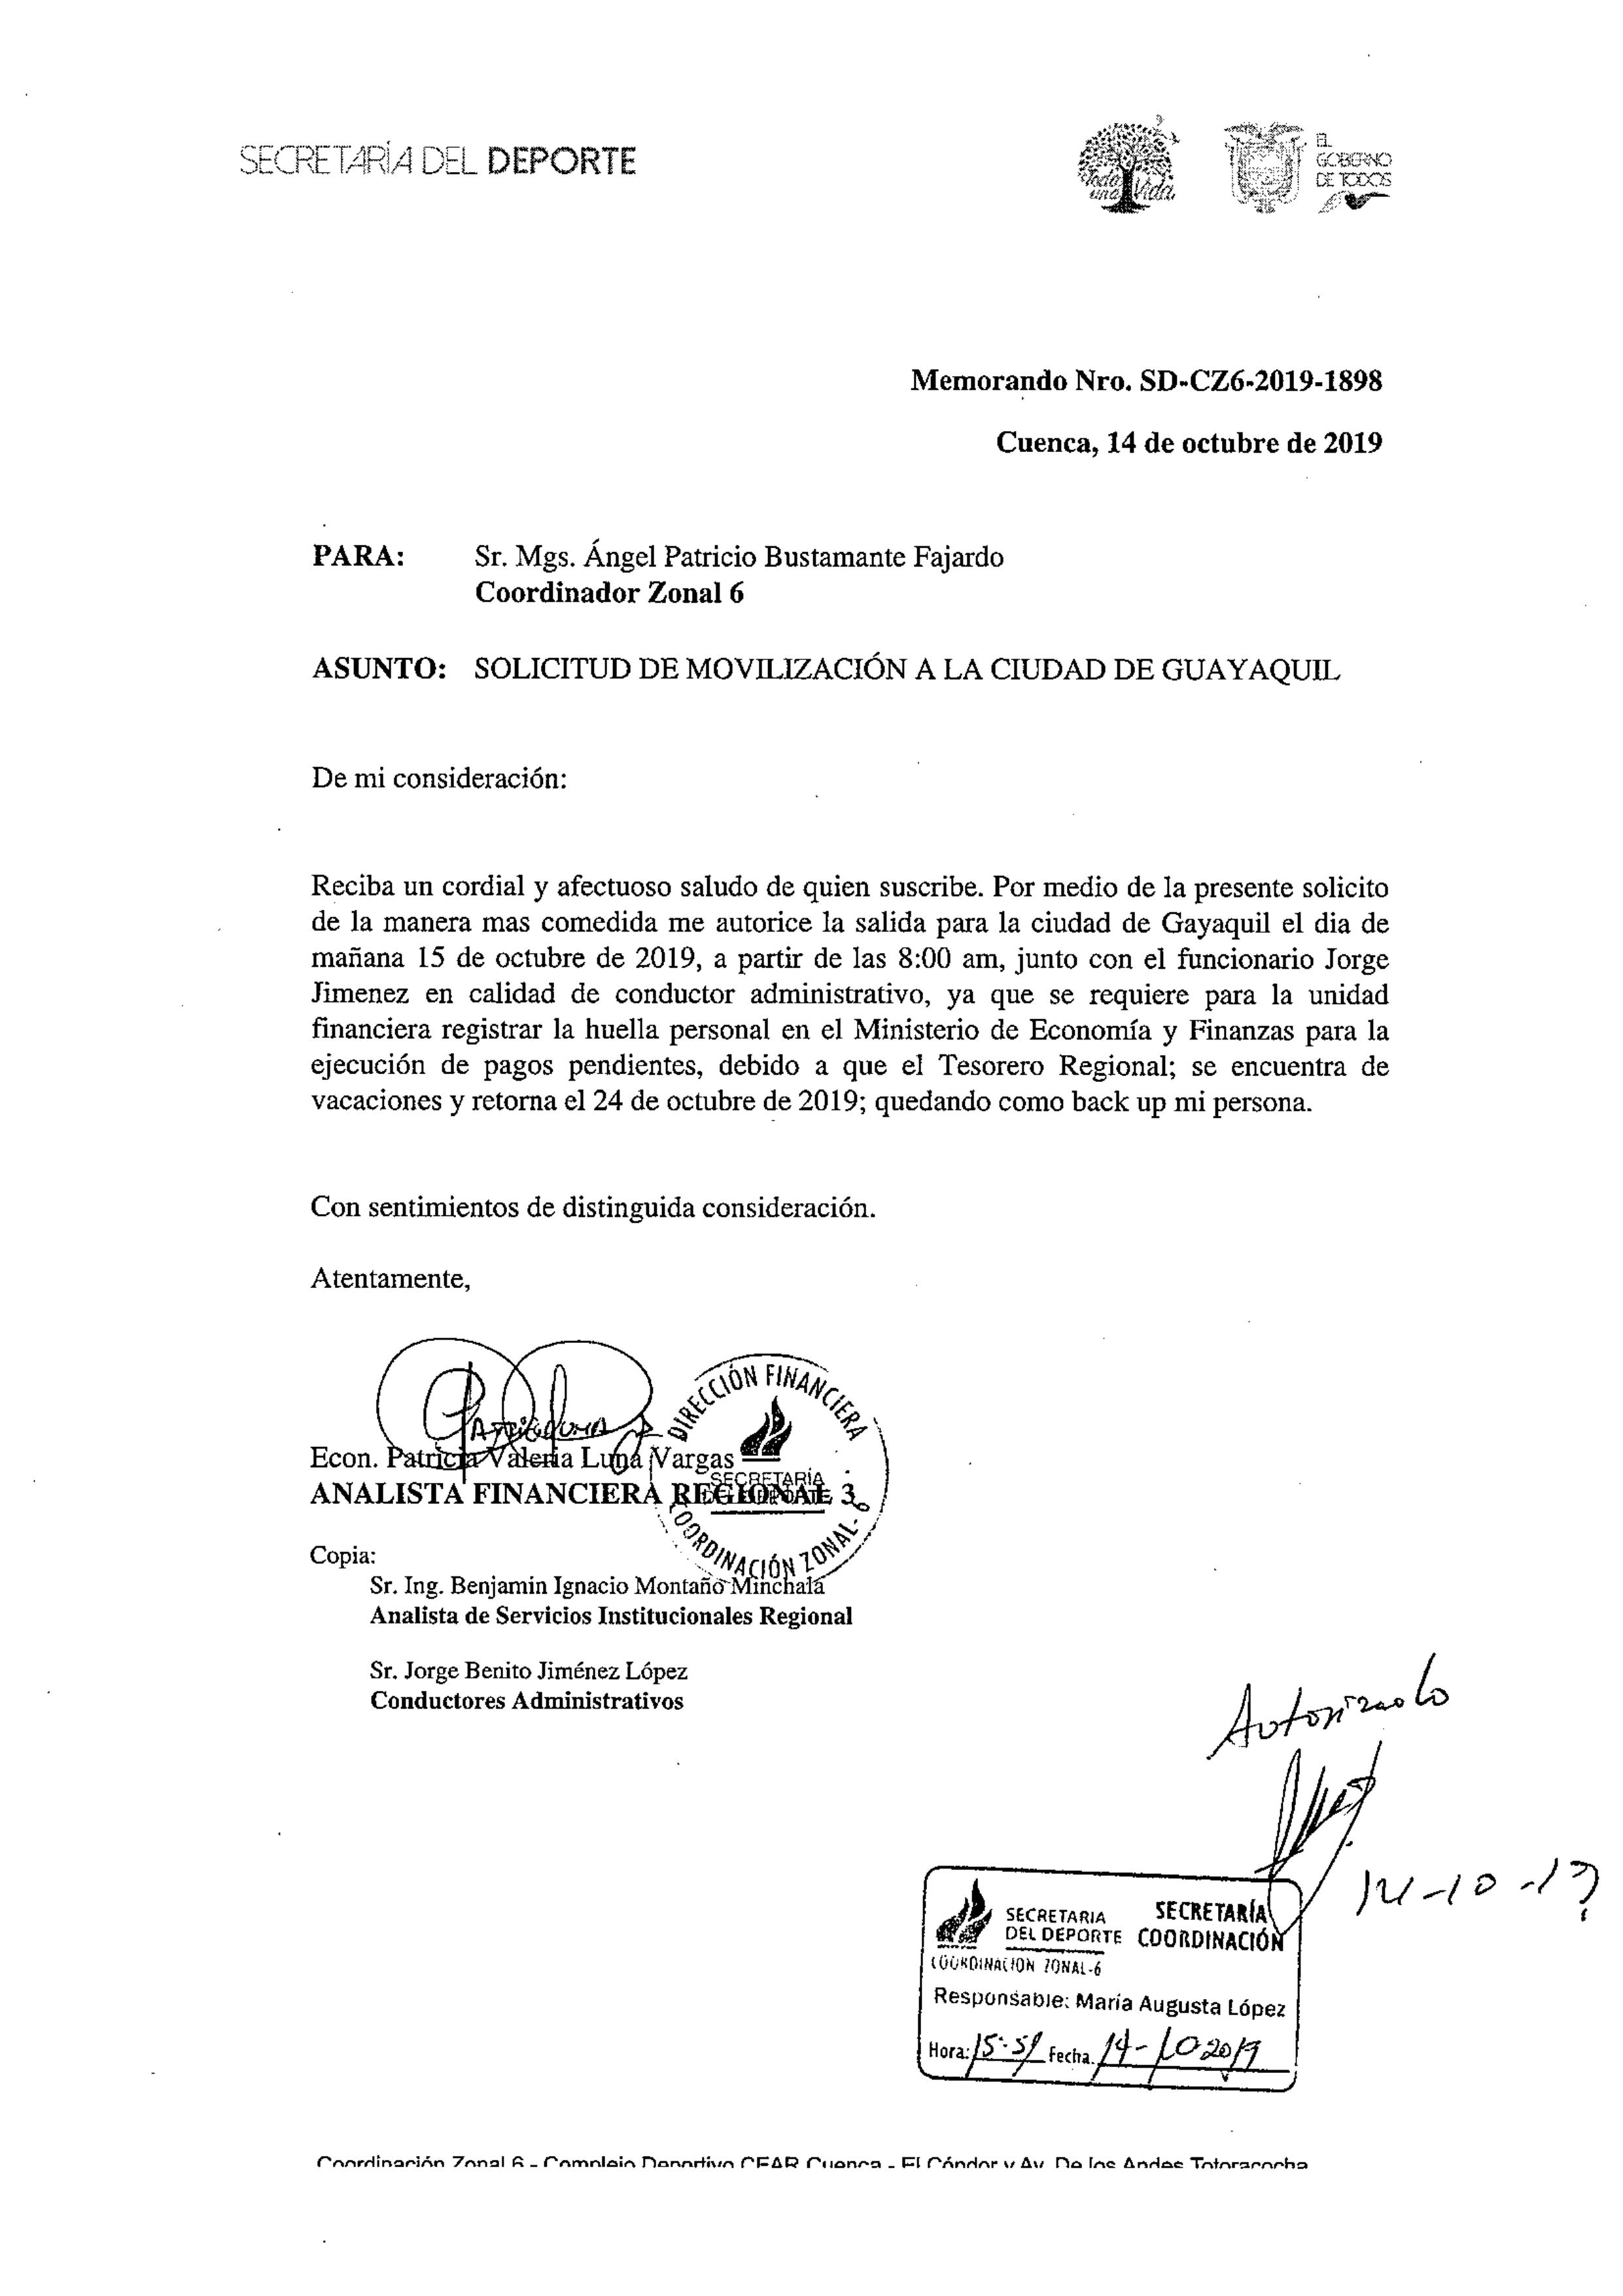 SECRETARÍA DEL DEPORTE
Toda una Vida
EL
GOBIERNO
DE TODOS
Memorando Nro. SD-CZ6-2019-1898
Cuenca, 14 de octubre de 2019
PARA: Sr. Mgs. Ángel Patricio Bustamante Fajardo
Coordinador Zonal 6
ASUNTO: SOLICITUD DE MOVILIZACIÓN A LA CIUDAD DE GUAYAQUIL
De mi consideración:
Reciba un cordial y afectuoso saludo de quien suscribe. Por medio de la presente solicito
de la manera mas comedida me autorice la salida para la ciudad de Gayaquil el dia de
mañana 15 de octubre de 2019, a partir de las 8:00 am, junto con el funcionario Jorge
Jimenez en calidad de conductor administrativo, ya que se requiere para la unidad
financiera registrar la huella personal en el Ministerio de Economía y Finanzas para la
ejecución de pagos pendientes, debido a que el Tesorero Regional; se encuentra de
vacaciones y retorna el 24 de octubre de 2019; quedando como back up mi persona.
Con sentimientos de distinguida consideración.
Atentamente,
DIRECCIÓN FINANCIERA
Econ. Patricia Valeria Luna Vargas
SECRETARÍA
DEL DEPORTE
ANALISTA FINANCIERA REGIONAL 3
COORDINACIÓN ZONAL-6
Copia:
Sr. Ing. Benjamin Ignacio Montaño Minchala
Analista de Servicios Institucionales Regional
Sr. Jorge Benito Jiménez López
Conductores Administrativos
Autorizado
14-10-19
SECRETARIA
DEL DEPORTE
SECRETARÍA
COORDINACIÓN
COORDINACION ZONAL-6
Responsable: María Augusta López
Hora: 15:51 Fecha. 14-10-2019
Coordinación Zonal 6 - Complejo Deportivo CEAR Cuenca - El Cóndor y Av. De los Andes Totoracocha